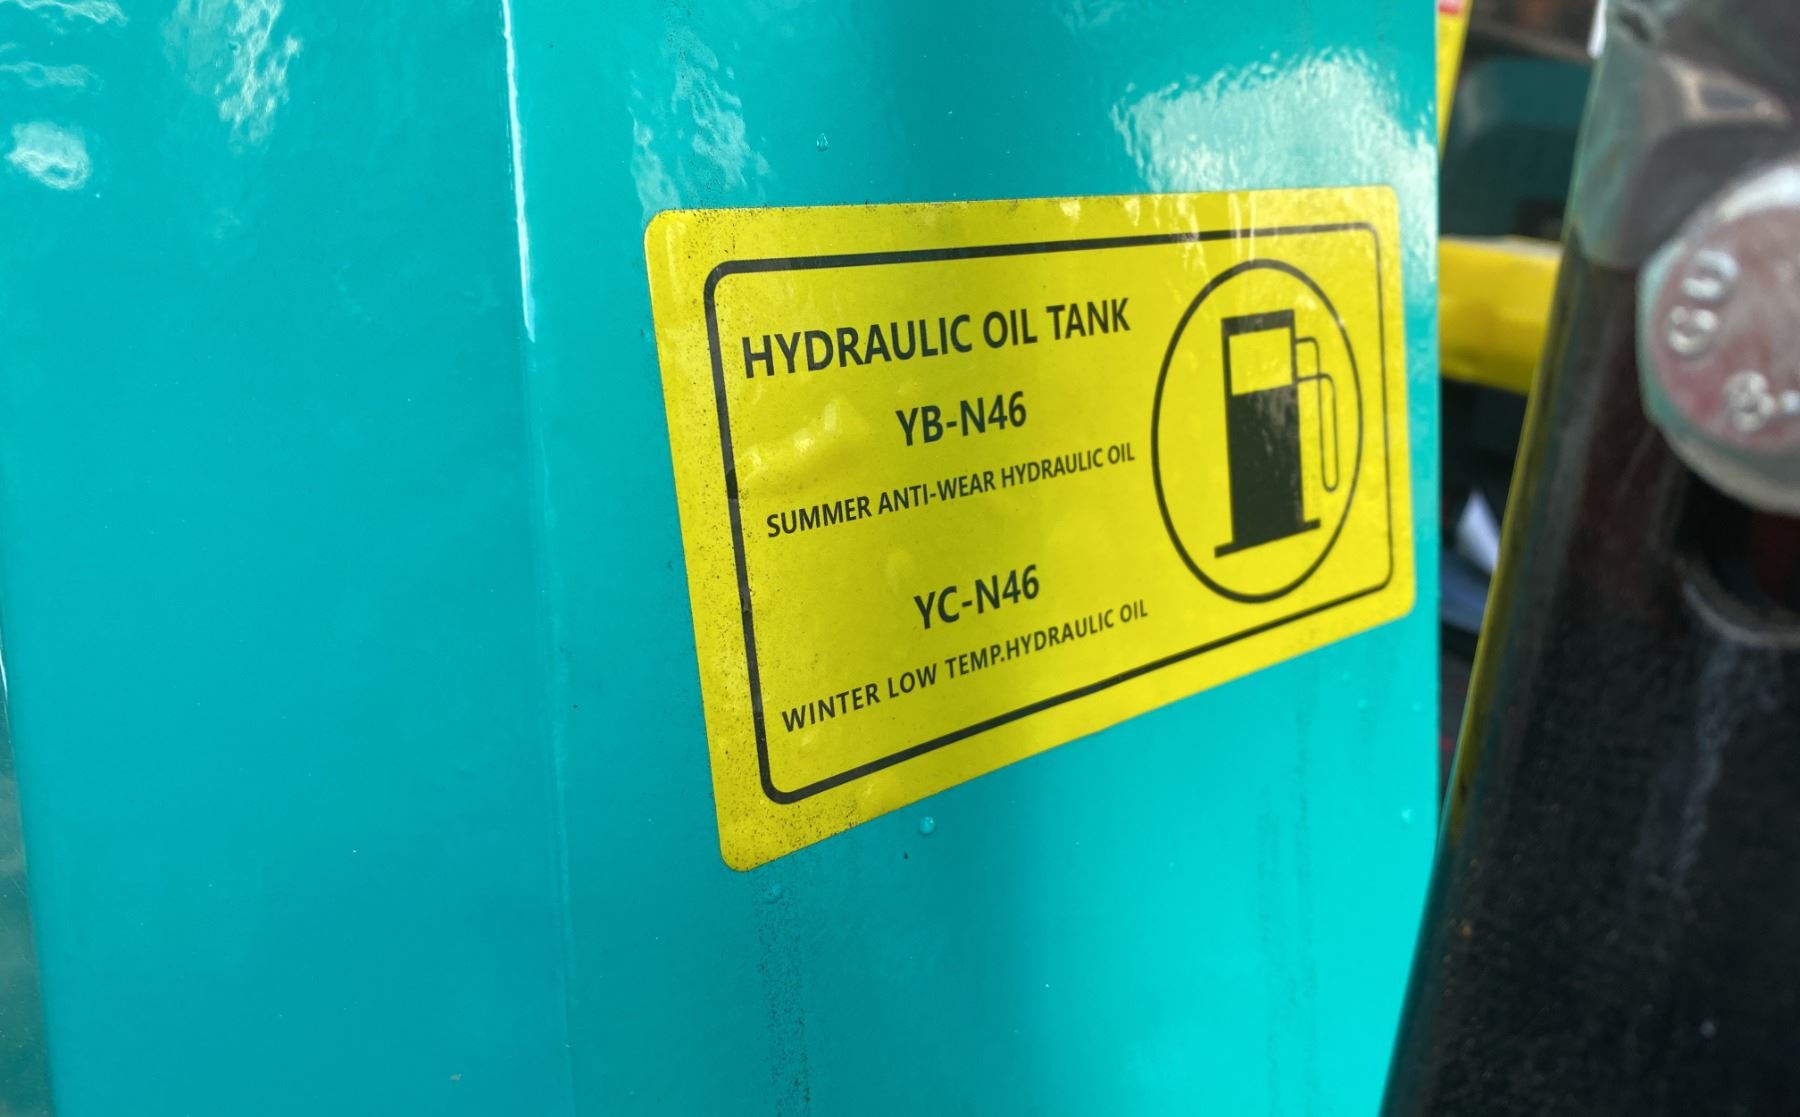 HYDRAULIC OIL TANK
YB-N46
SUMMER ANTI-WEAR HYDRAULIC OIL
YC-N46
WINTER LOW TEMP.HYDRAULIC OIL